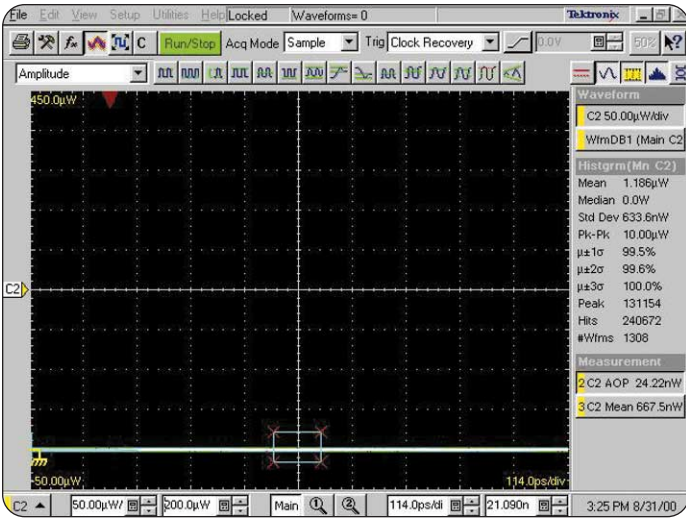 File Edit View Setup Utilities Help Locked Waveforms= 0 Tektronix
C Run/Stop Acq Mode Sample Trig Clock Recovery 0.0V 50%
Amplitude
450.0µW
C2
-50.00µW
114.0ps/div
Waveform
C2 50.00µW/div
WfmDB1 (Main C2
Histgrm(Mn C2)
Mean 1.186µW
Median 0.0W
Std Dev 633.6nW
Pk-Pk 10.00µW
µ±1σ 99.5%
µ±2σ 99.6%
µ±3σ 100.0%
Peak 131154
Hits 240672
#Wfms 1308
Measurement
2 C2 AOP 24.22nW
3 C2 Mean 667.5nW
C2 50.00µW/ 200.0µW Main 1 2 114.0ps/di 21.090n 3:25 PM 8/31/00